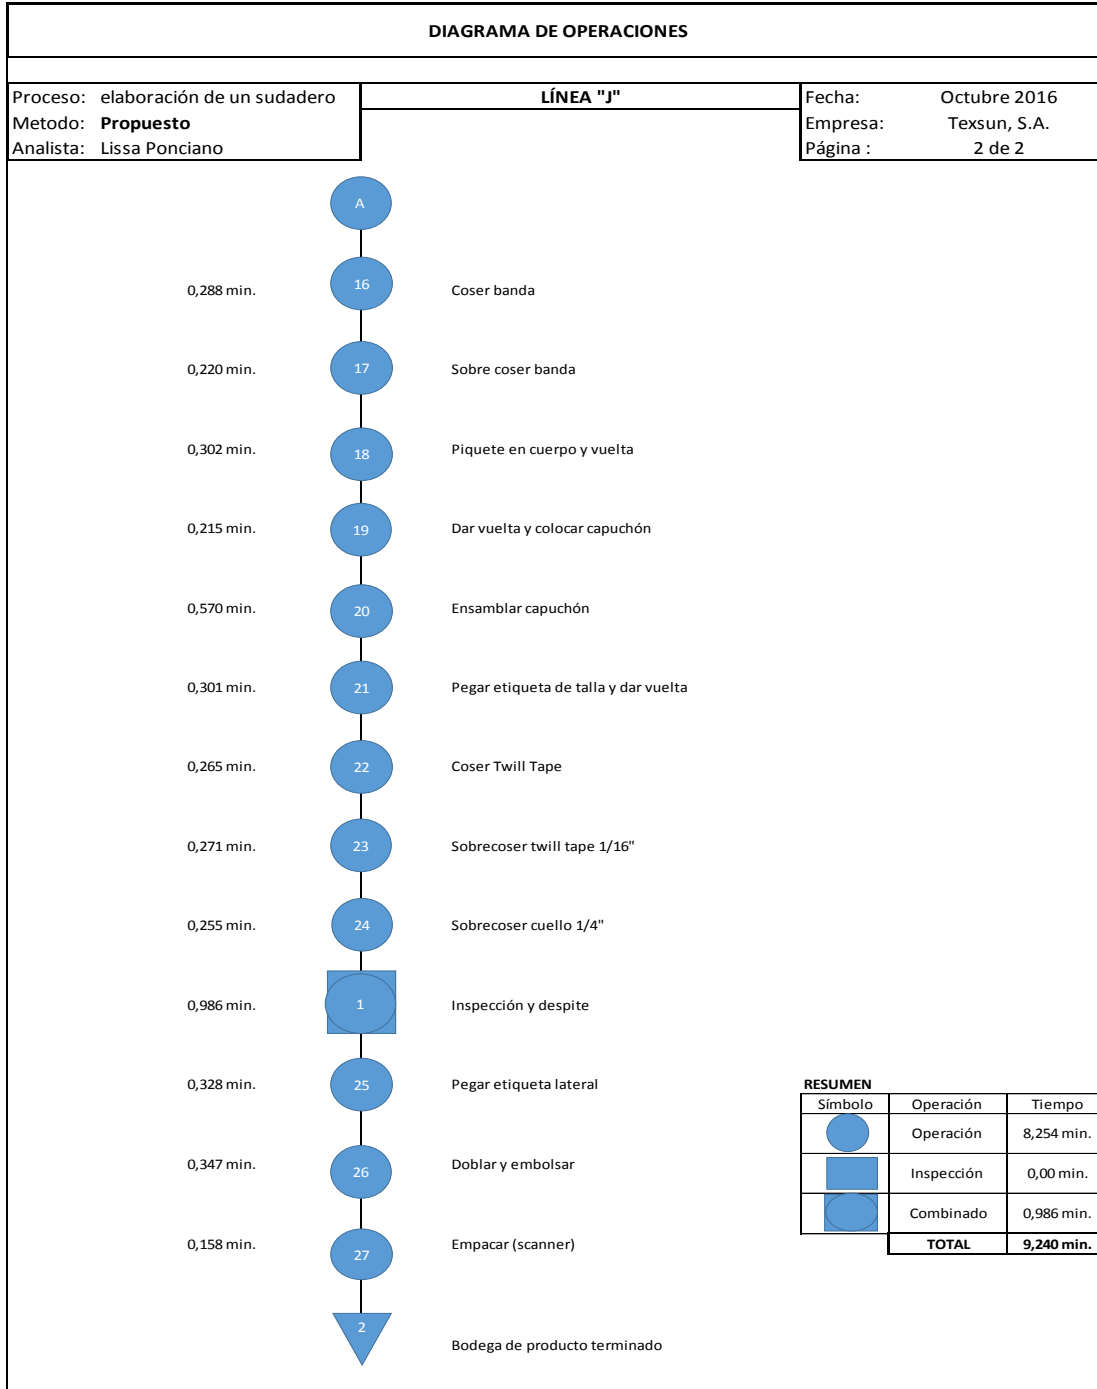 DIAGRAMA DE OPERACIONES
Proceso: elaboración de un sudadero
LÍNEA "J"
Fecha: Octubre 2016
Metodo: Propuesto
Empresa: Texsun, S.A.
Analista: Lissa Ponciano
Página : 2 de 2
A
0,288 min. 16 Coser banda
0,220 min. 17 Sobre coser banda
0,302 min. 18 Piquete en cuerpo y vuelta
0,215 min. 19 Dar vuelta y colocar capuchón
0,570 min. 20 Ensamblar capuchón
0,301 min. 21 Pegar etiqueta de talla y dar vuelta
0,265 min. 22 Coser Twill Tape
0,271 min. 23 Sobrecoser twill tape 1/16"
0,255 min. 24 Sobrecoser cuello 1/4"
0,986 min. 1 Inspección y despite
0,328 min. 25 Pegar etiqueta lateral
0,347 min. 26 Doblar y embolsar
0,158 min. 27 Empacar (scanner)
2 Bodega de producto terminado
RESUMEN
Símbolo Operación Tiempo
Operación 8,254 min.
Inspección 0,00 min.
Combinado 0,986 min.
TOTAL 9,240 min.